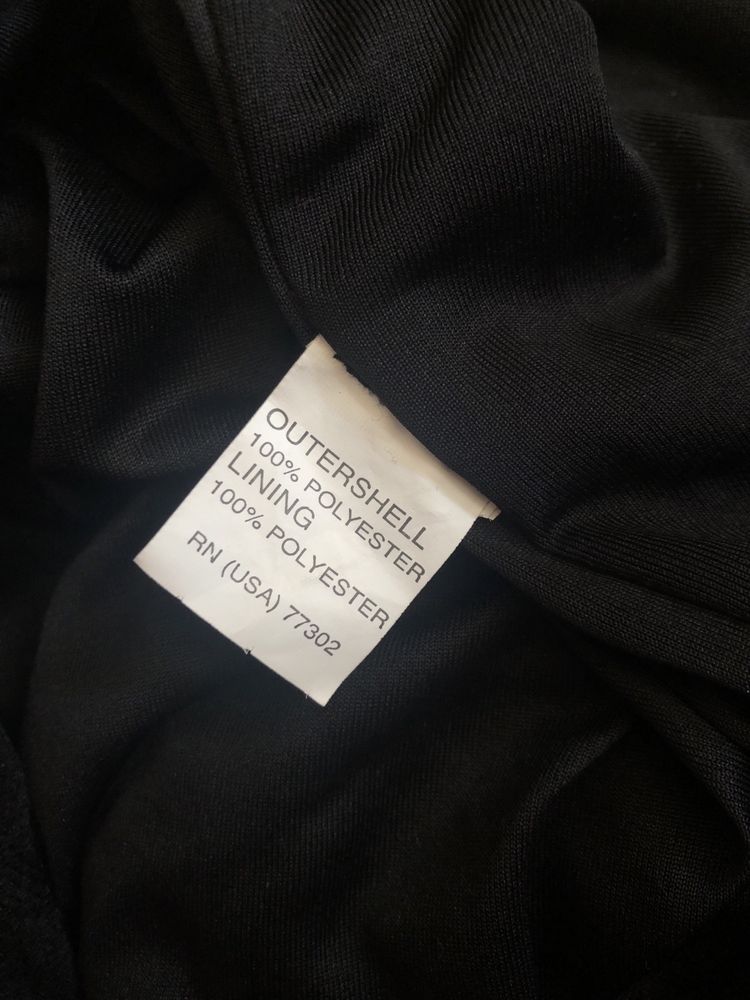 OUTERSHELL
100% POLYESTER
LINING
100% POLYESTER
RN (USA) 77302